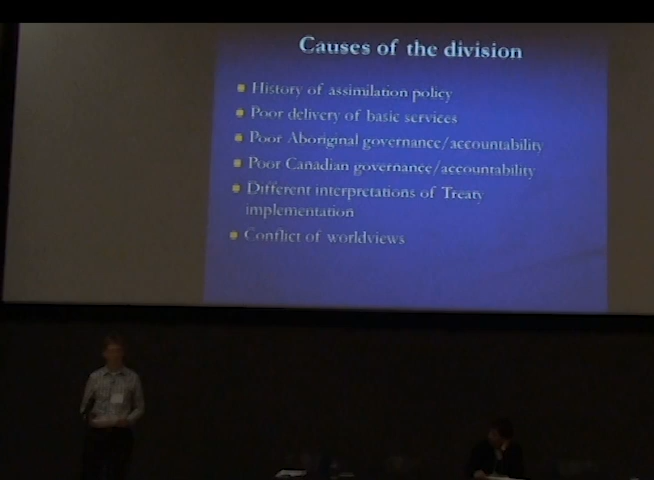 Causes of the division
History of assimilation policy
Poor delivery of basic services
Poor Aboriginal governance/accountability
Poor Canadian governance/accountability
Different interpretations of Treaty
implementation
Conflict of worldviews